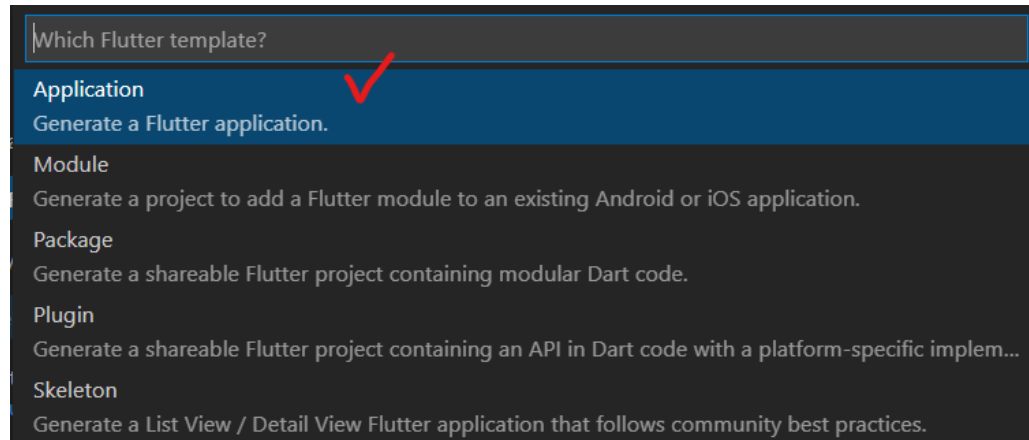 Which Flutter template?
Application
Generate a Flutter application.
Module
Generate a project to add a Flutter module to an existing Android or iOS application.
Package
Generate a shareable Flutter project containing modular Dart code.
Plugin
Generate a shareable Flutter project containing an API in Dart code with a platform-specific implem...
Skeleton
Generate a List View / Detail View Flutter application that follows community best practices.